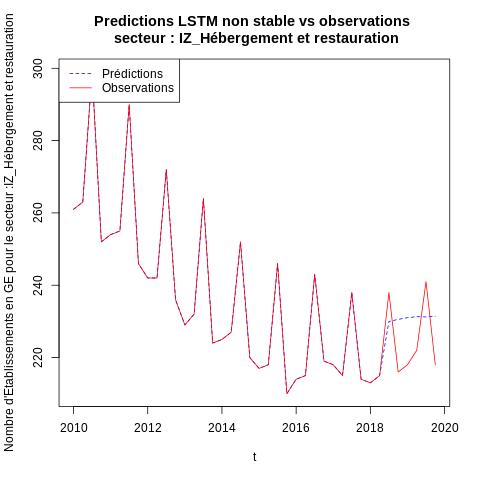 Predictions LSTM non stable vs observations
secteur : IZ_Hébergement et restauration
Nombre d'Etablissements en GE pour le secteur :IZ_Hébergement et restauration
Prédictions
Observations
300
280
260
240
220
2010 2012 2014 2016 2018 2020
t